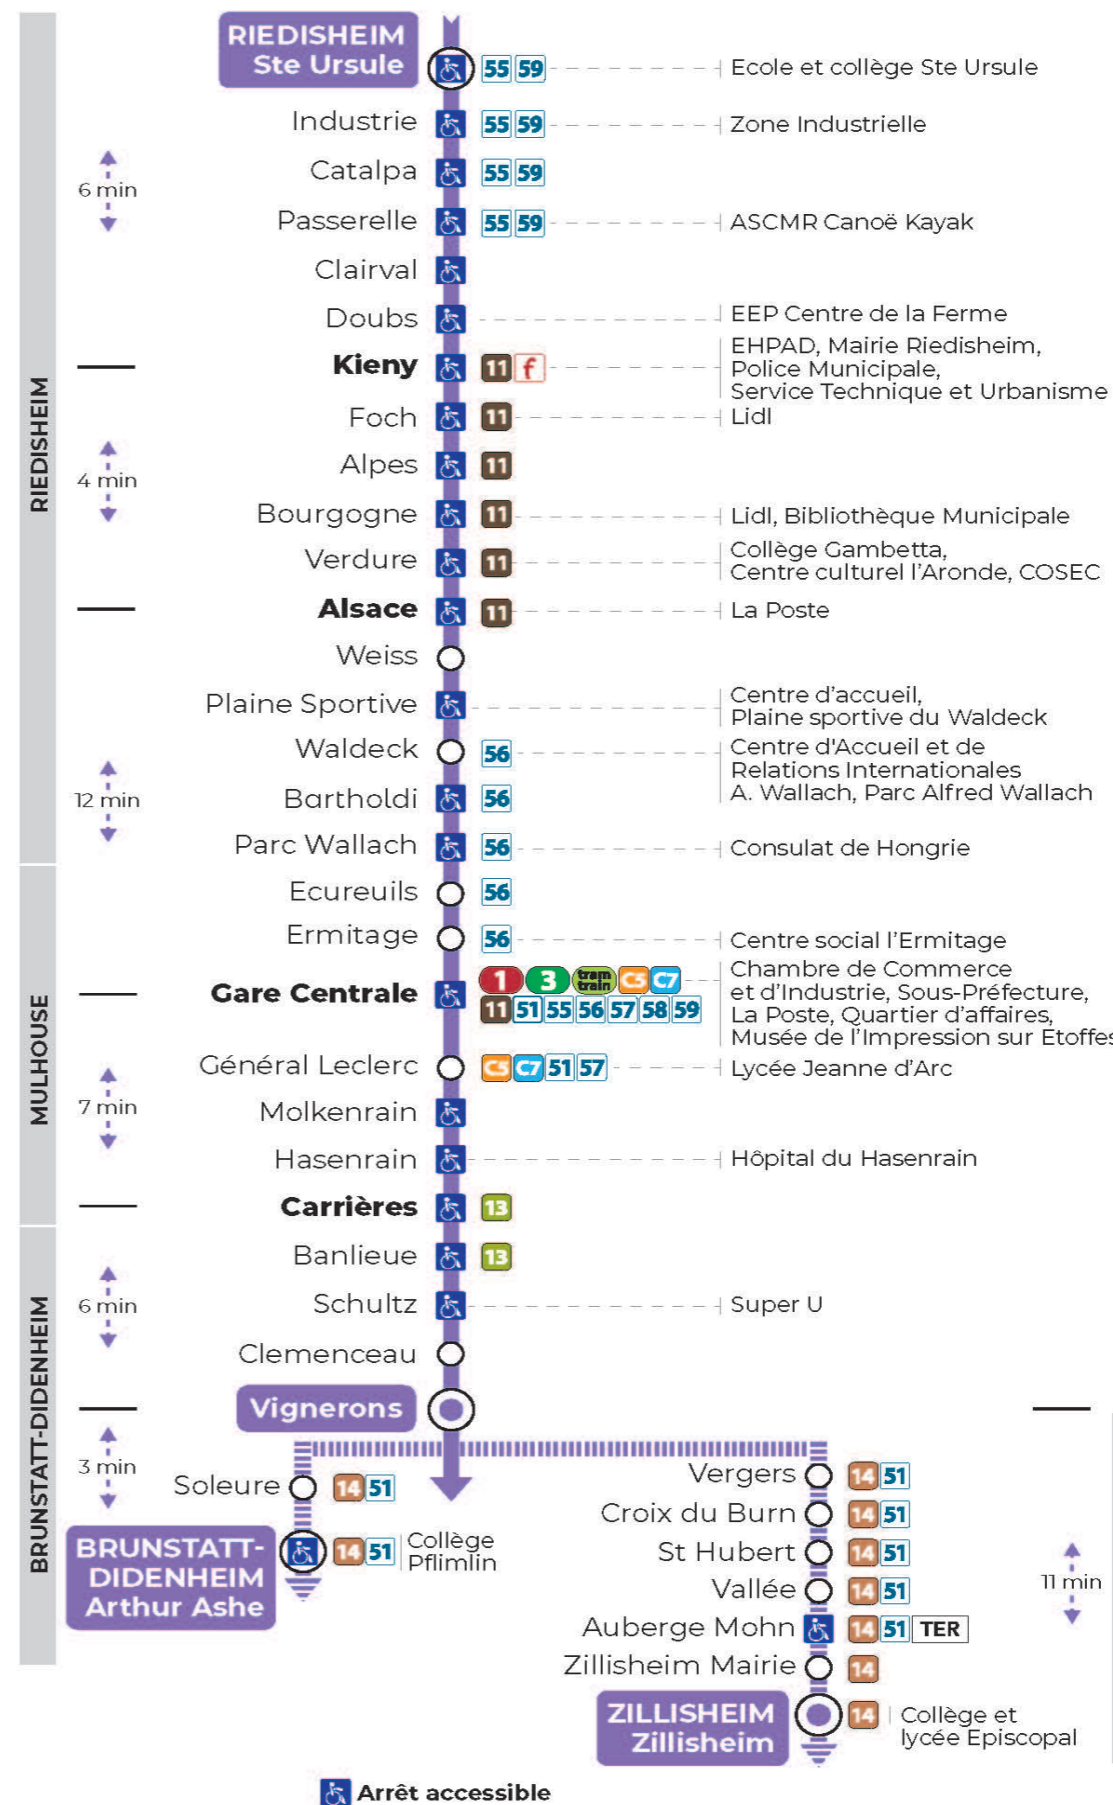 RIEDISHEIM
Ste Ursule
55 59
Ecole et collège Ste Ursule
Industrie
55 59
Zone Industrielle
Catalpa
55 59
6 min
Passerelle
55 59
ASCMR Canoë Kayak
Clairval
Doubs
EEP Centre de la Ferme
Kieny
11 f
EHPAD, Mairie Riedisheim,
Police Municipale,
Service Technique et Urbanisme
RIEDISHEIM
Foch
11
Lidl
Alpes
11
4 min
Bourgogne
11
Lidl, Bibliothèque Municipale
Verdure
11
Collège Gambetta,
Centre culturel l'Aronde, COSEC
Alsace
11
La Poste
Weiss
Plaine Sportive
Centre d'accueil,
Plaine sportive du Waldeck
Waldeck
56
Centre d'Accueil et de
Relations Internationales
A. Wallach, Parc Alfred Wallach
12 min
Bartholdi
56
Parc Wallach
56
Consulat de Hongrie
Ecureuils
56
Ermitage
56
Centre social l'Ermitage
MULHOUSE
Gare Centrale
1 3 tram train C5 C7
11 51 55 56 57 58 59
Chambre de Commerce
et d'Industrie, Sous-Préfecture,
La Poste, Quartier d'affaires,
Musée de l'Impression sur Etoffes
Général Leclerc
C5 C7 51 57
Lycée Jeanne d'Arc
7 min
Molkenrain
Hasenrain
Hôpital du Hasenrain
Carrières
13
Banlieue
13
6 min
Schultz
Super U
Clemenceau
BRUNSTATT-DIDENHEIM
Vignerons
3 min
Soleure
14 51
BRUNSTATT-
DIDENHEIM
Arthur Ashe
14 51
Collège
Pflimlin
Vergers
14 51
Croix du Burn
14 51
St Hubert
14 51
11 min
Vallée
14 51
Auberge Mohn
14 51 TER
Zillisheim Mairie
14
ZILLISHEIM
Zillisheim
14
Collège et
lycée Episcopal
Arrêt accessible